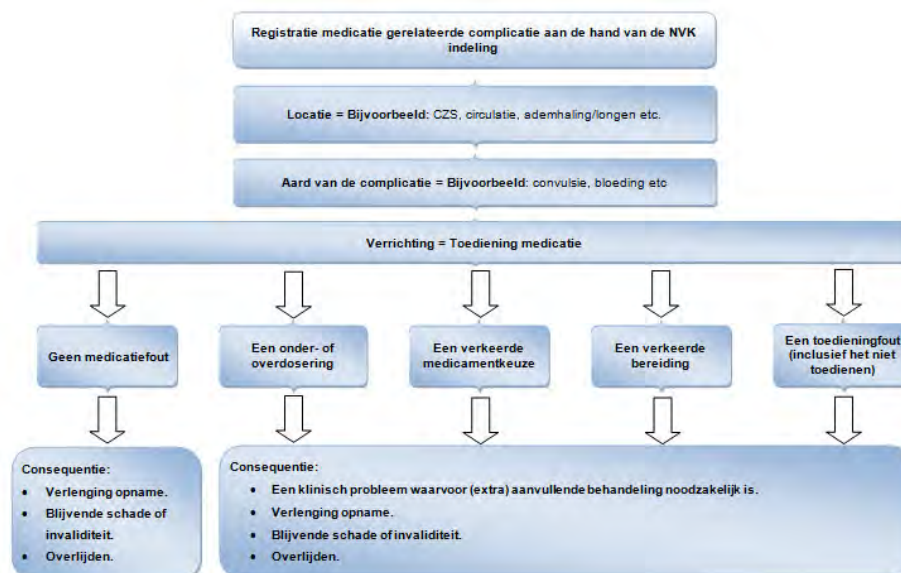 Registratie medicatie gerelateerde complicatie aan de hand van de NVK
indeling
Locatie = Bijvoorbeeld: CZS, circulatie, ademhaling/longen etc.
Aard van de complicatie = Bijvoorbeeld: convulsie, bloeding etc
Verrichting = Toediening medicatie
Geen medicatiefout
Een onder- of
overdosering
Een verkeerde
medicamentkeuze
Een verkeerde
bereiding
Een toedieningfout
(inclusief het niet
toedienen)
Consequentie:
• Verlenging opname.
• Blijvende schade of
invaliditeit.
• Overlijden.
Consequentie:
• Een klinisch probleem waarvoor (extra) aanvullende behandeling noodzakelijk is.
• Verlenging opname.
• Blijvende schade of invaliditeit.
• Overlijden.